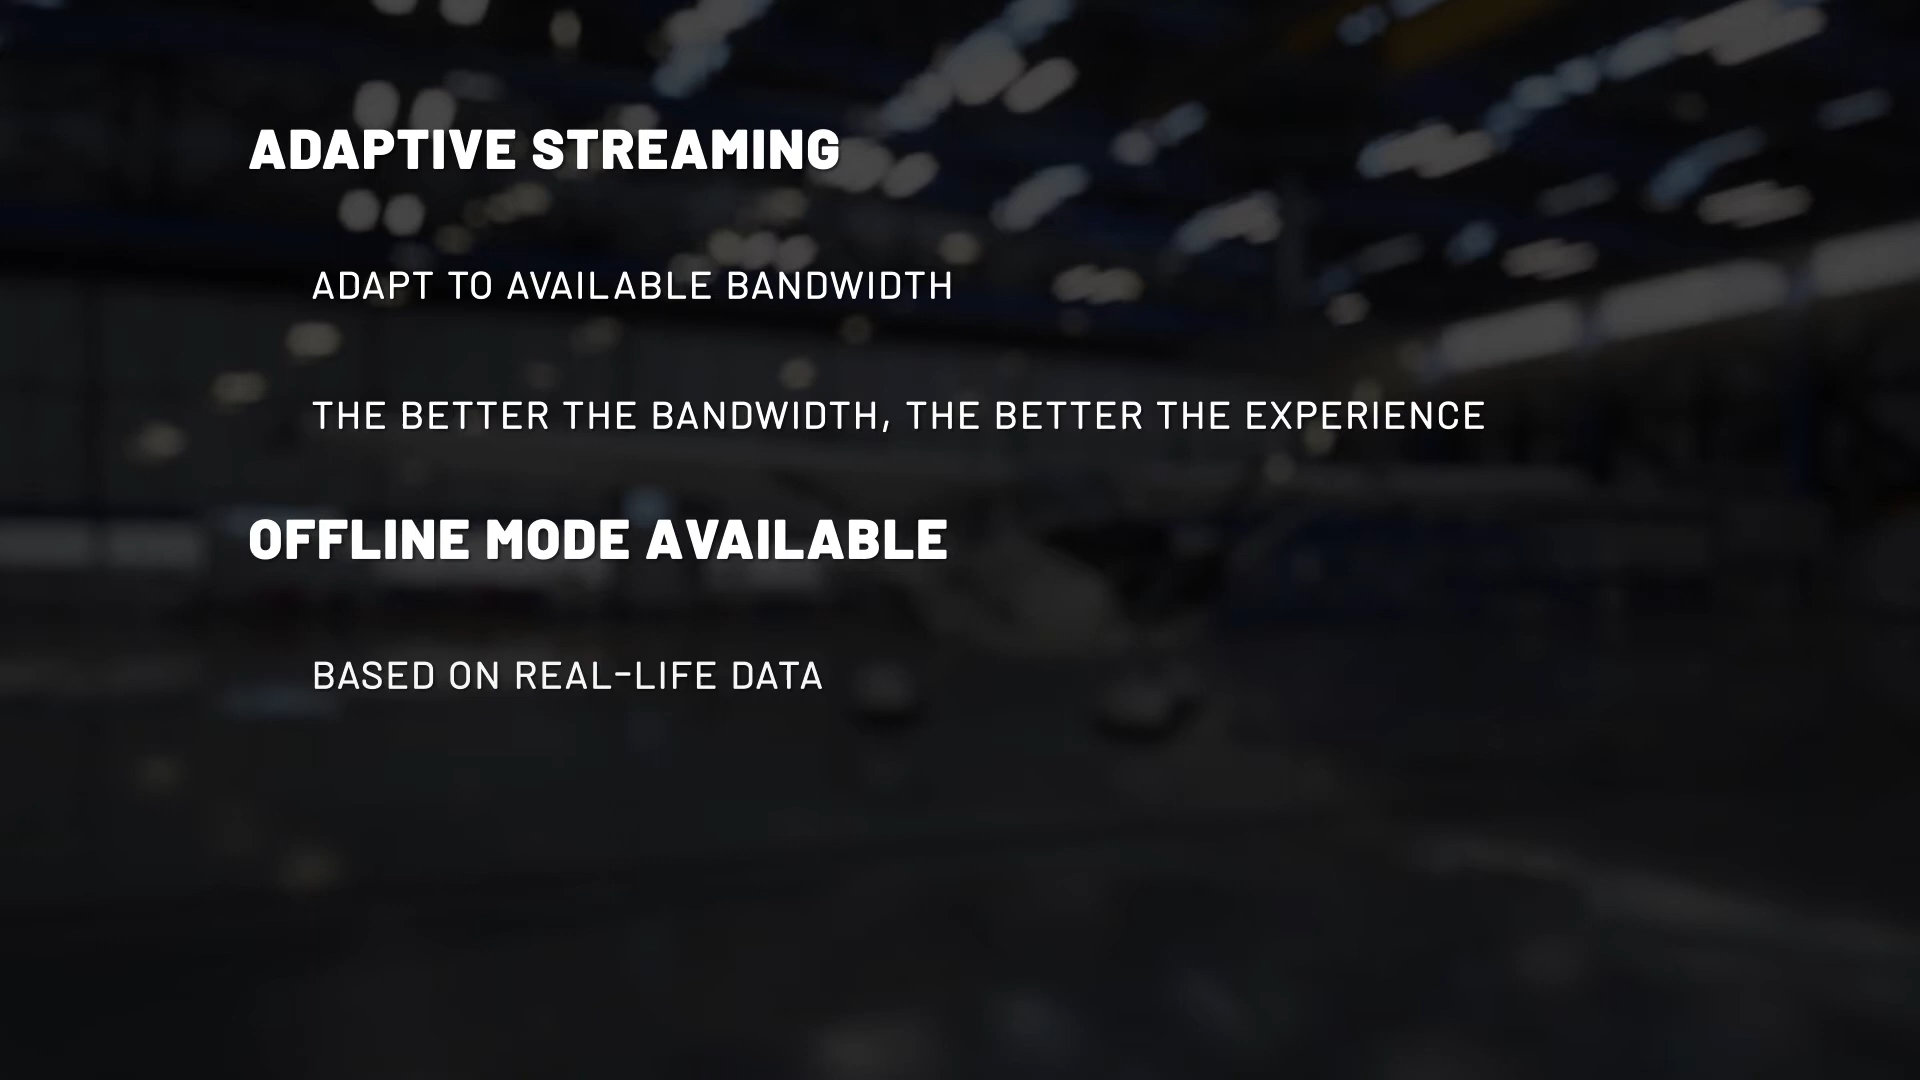 ADAPTIVE STREAMING
ADAPT TO AVAILABLE BANDWIDTH
THE BETTER THE BANDWIDTH, THE BETTER THE EXPERIENCE
OFFLINE MODE AVAILABLE
BASED ON REAL-LIFE DATA